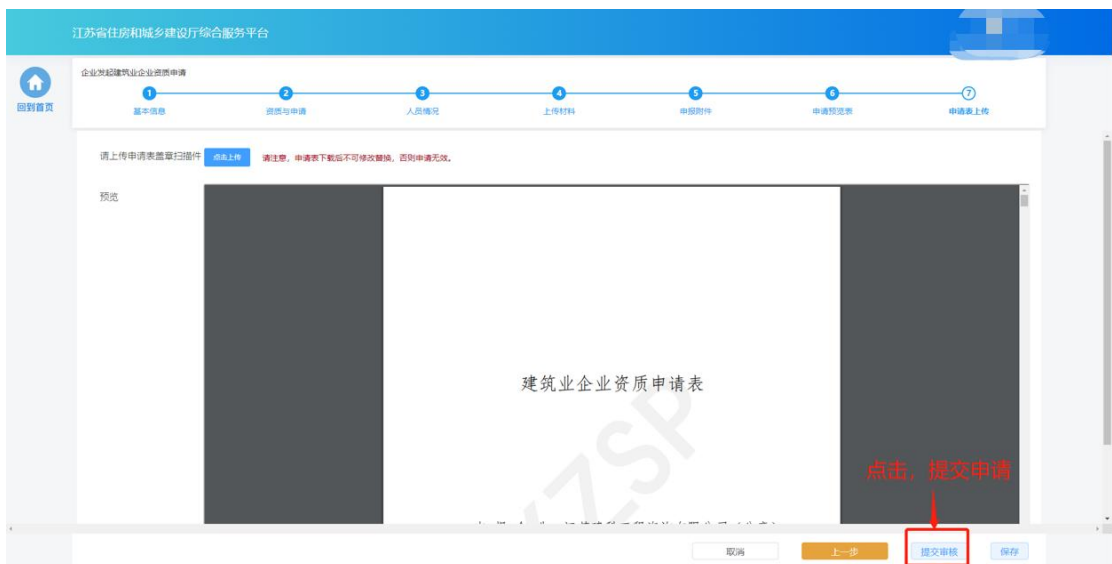 江苏省住房和城乡建设厅综合服务平台
回到首页
企业发起建筑业企业资质申请
1 2 3 4 5 6 7
基本信息 资质与申请 人员情况 上传材料 申报附件 申请预览表 申请表上传
请上传申请表盖章扫描件 点击上传 请注意，申请表下载后不可修改替换，否则申请无效。
预览
建筑业企业资质申请表
ZSP
点击，提交申请
取消 上一步 提交审核 保存